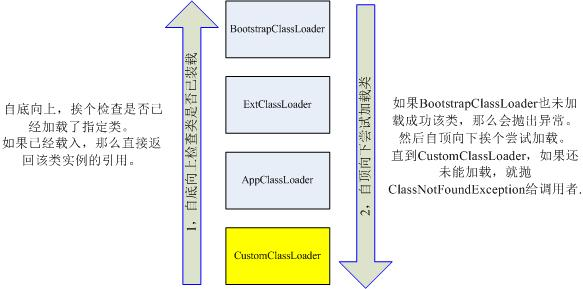 自底向上，挨个检查是否已
经加载了指定类。
如果已经载入，那么直接返
回该类实例的引用。
1，自底向上检查类是否已装载
BootstrapClassLoader
ExtClassLoader
AppClassLoader
CustomClassLoader
2，自顶向下尝试加载类
如果BootstrapClassLoader也未加
载成功该类，那么会抛出异常。
然后自顶向下挨个尝试加载。
直到CustomClassLoader，如果还
未能加载，就抛
ClassNotFoundException给调用者.